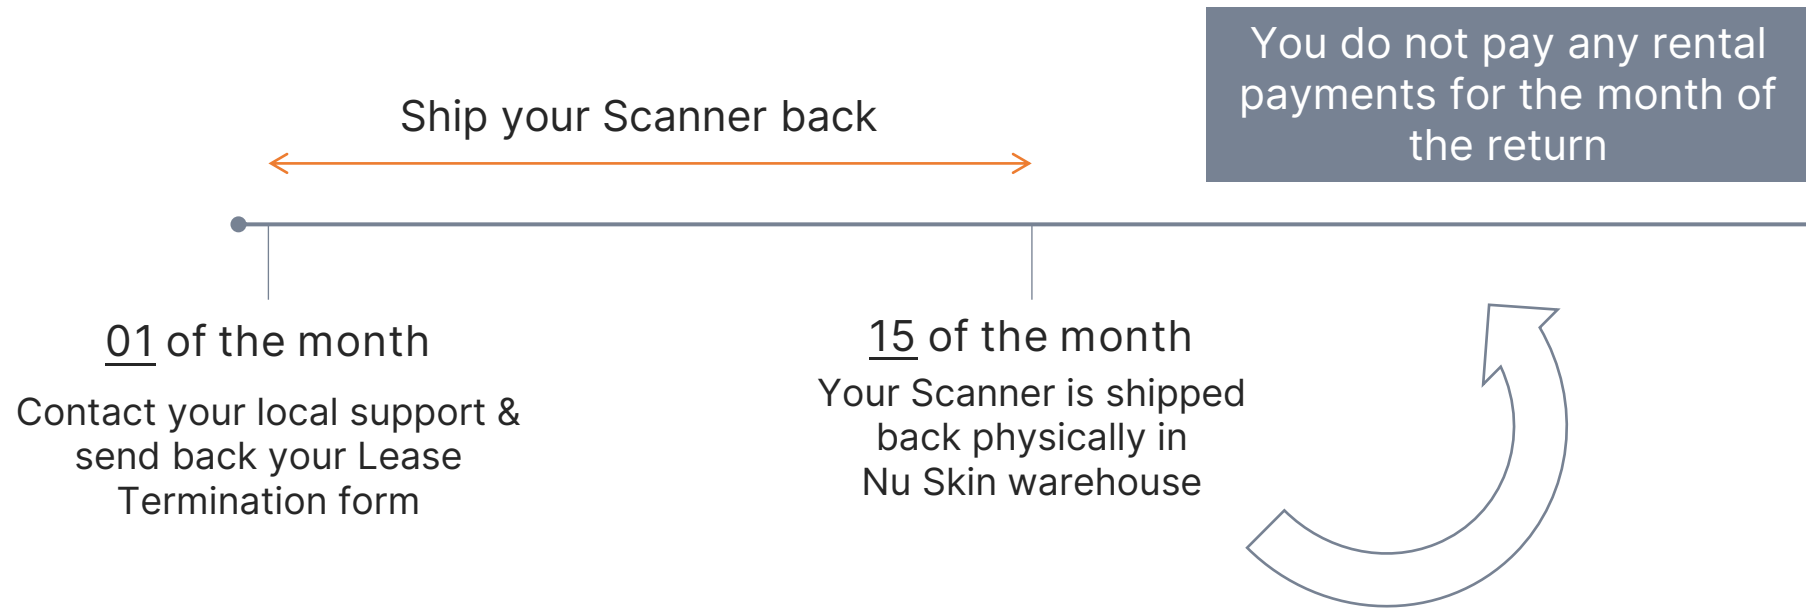 You do not pay any rental
payments for the month of
the return
Ship your Scanner back
01 of the month
Contact your local support &
send back your Lease
Termination form
15 of the month
Your Scanner is shipped
back physically in
Nu Skin warehouse